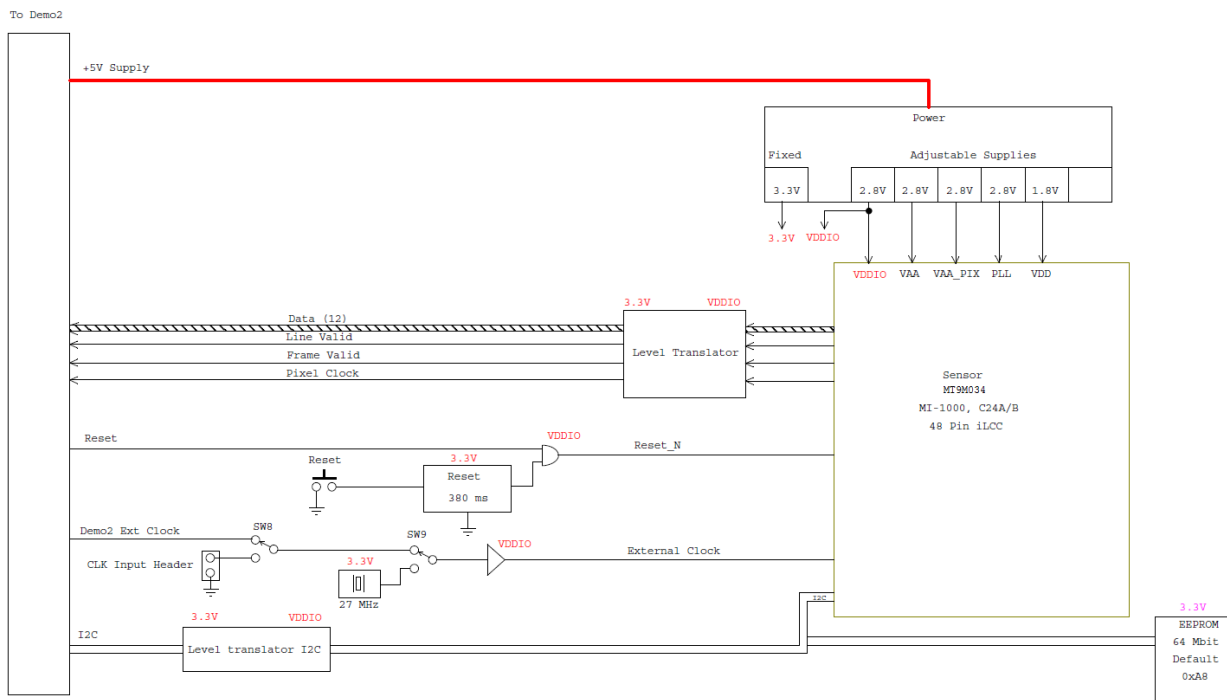 To Demo2
+5V Supply
Power
Fixed
Adjustable Supplies
3.3V
2.8V
2.8V
2.8V
2.8V
1.8V
3.3V
VDDIO
VDDIO
VAA
VAA_PIX
PLL
VDD
3.3V
VDDIO
Data (12)
Line Valid
Frame Valid
Pixel Clock
Level Translator
Sensor
MT9M034
MI-1000, C24A/B
48 Pin iLCC
Reset
VDDIO
Reset_N
Reset
3.3V
Reset
380 ms
Demo2 Ext Clock
SW8
SW9
VDDIO
External Clock
CLK Input Header
3.3V
27 MHz
I2C
3.3V
VDDIO
I2C
Level translator I2C
3.3V
EEPROM
64 Mbit
Default
0xA8